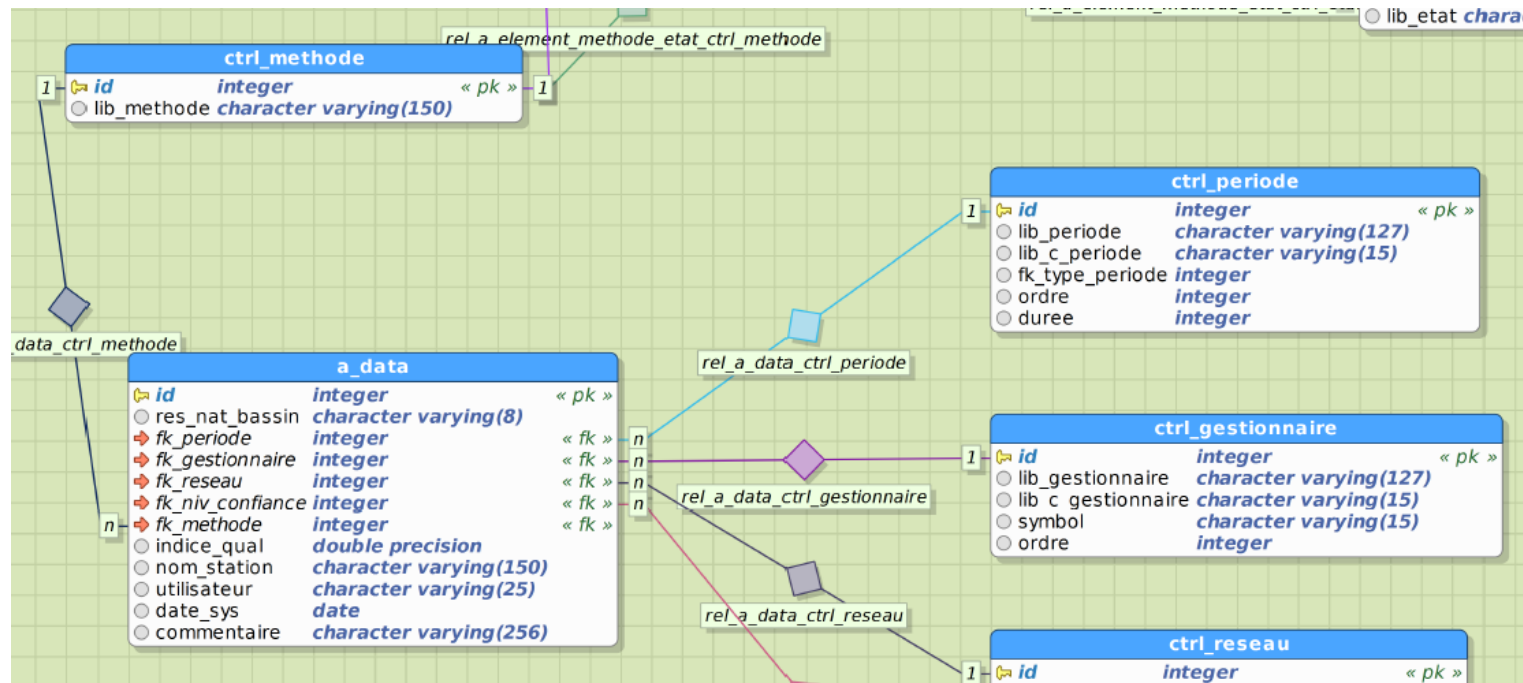 lib_etat
rel_a_element_methode_etat_ctrl_methode
ctrl_methode
1 id integer « pk » 1
lib_methode character varying(150)
ctrl_periode
1 id integer « pk »
lib_periode character varying(127)
lib_c_periode character varying(15)
fk_type_periode integer
ordre integer
duree integer
data_ctrl_methode
rel_a_data_ctrl_periode
a_data
id integer « pk »
res_nat_bassin character varying(8)
fk_periode integer « fk » n
fk_gestionnaire integer « fk » n
fk_reseau integer « fk » n
fk_niv_confiance integer « fk » n
n fk_methode integer « fk »
indice_qual double precision
nom_station character varying(150)
utilisateur character varying(25)
date_sys date
commentaire character varying(256)
ctrl_gestionnaire
1 id integer « pk »
lib_gestionnaire character varying(127)
lib_c_gestionnaire character varying(15)
symbol character varying(15)
ordre integer
rel_a_data_ctrl_gestionnaire
rel_a_data_ctrl_reseau
ctrl_reseau
1 id integer « pk »